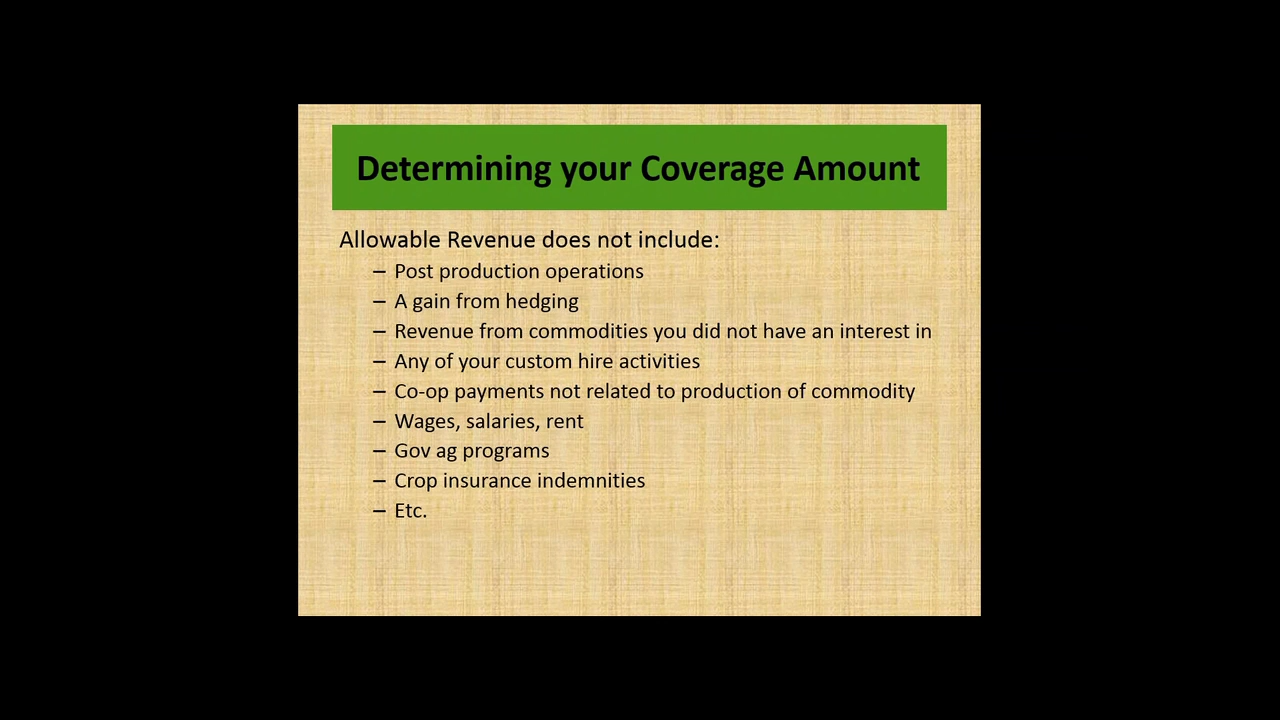 Determining your Coverage Amount
Allowable Revenue does not include:
– Post production operations
– A gain from hedging
– Revenue from commodities you did not have an interest in
– Any of your custom hire activities
– Co-op payments not related to production of commodity
– Wages, salaries, rent
– Gov ag programs
– Crop insurance indemnities
– Etc.